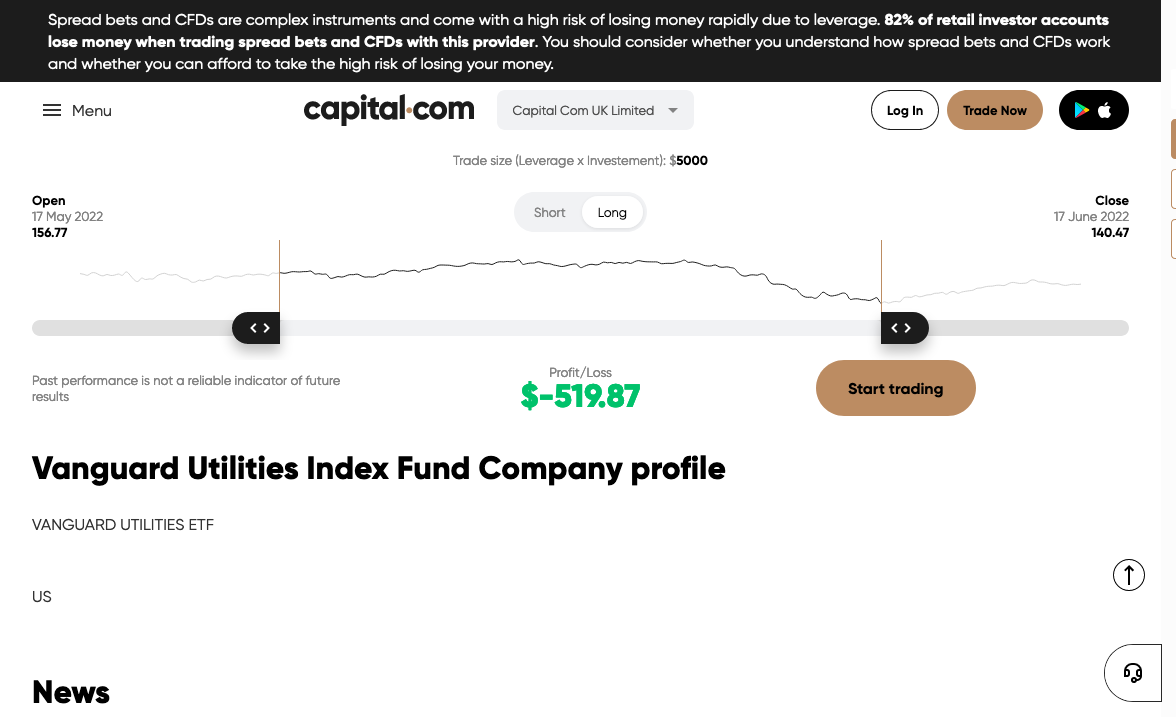 Spread bets and CFDs are complex instruments and come with a high risk of losing money rapidly due to leverage. 82% of retail investor accounts
lose money when trading spread bets and CFDs with this provider. You should consider whether you understand how spread bets and CFDs work
and whether you can afford to take the high risk of losing your money.
Menu
capital.com
Capital Com UK Limited
Log In
Trade Now
Trade size (Leverage x Investement): $5000
Open
17 May 2022
156.77
Short
Long
Close
17 June 2022
140.47
Past performance is not a reliable indicator of future
results
Profit/Loss
$-519.87
Start trading
Vanguard Utilities Index Fund Company profile
VANGUARD UTILITIES ETF
US
News